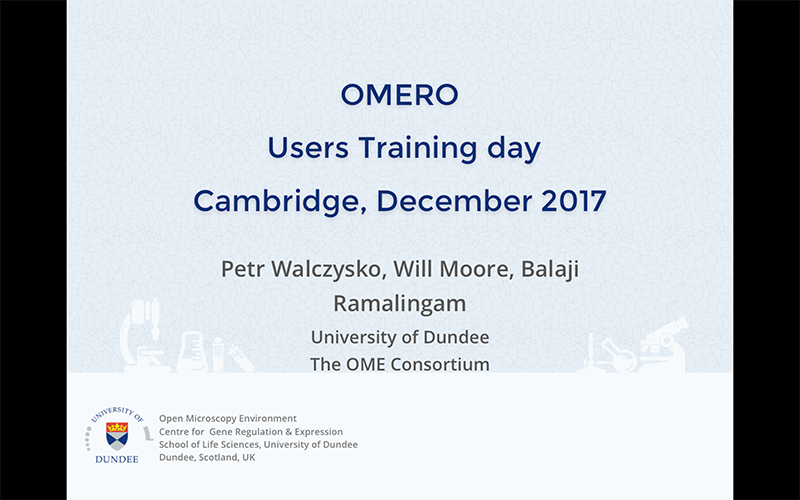 OMERO
Users Training day
Cambridge, December 2017
Petr Walczysko, Will Moore, Balaji
Ramalingam
University of Dundee
The OME Consortium
UNIVERSITY OF
DUNDEE
Open Microscopy Environment
Centre for Gene Regulation & Expression
School of Life Sciences, University of Dundee
Dundee, Scotland, UK